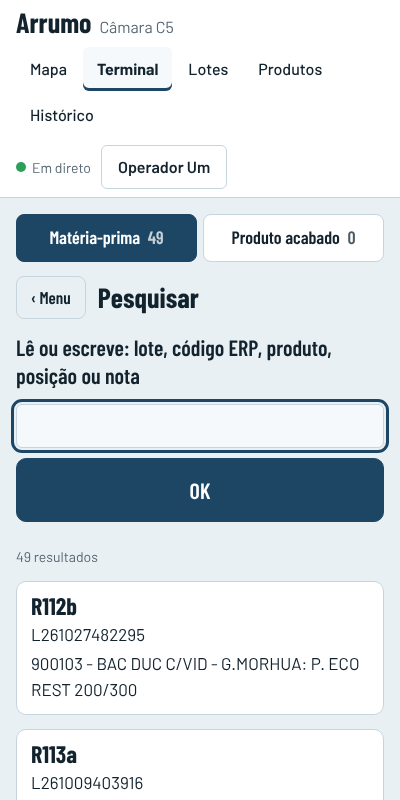 Arrumo Câmara C5
Mapa Terminal Lotes Produtos
Histórico
Em direto Operador Um
Matéria-prima 49 Produto acabado 0
‹ Menu Pesquisar
Lê ou escreve: lote, código ERP, produto,
posição ou nota
OK
49 resultados
R112b
L261027482295
900103 - BAC DUC C/VID - G.MORHUA: P. ECO
REST 200/300
R113a
L261009403916